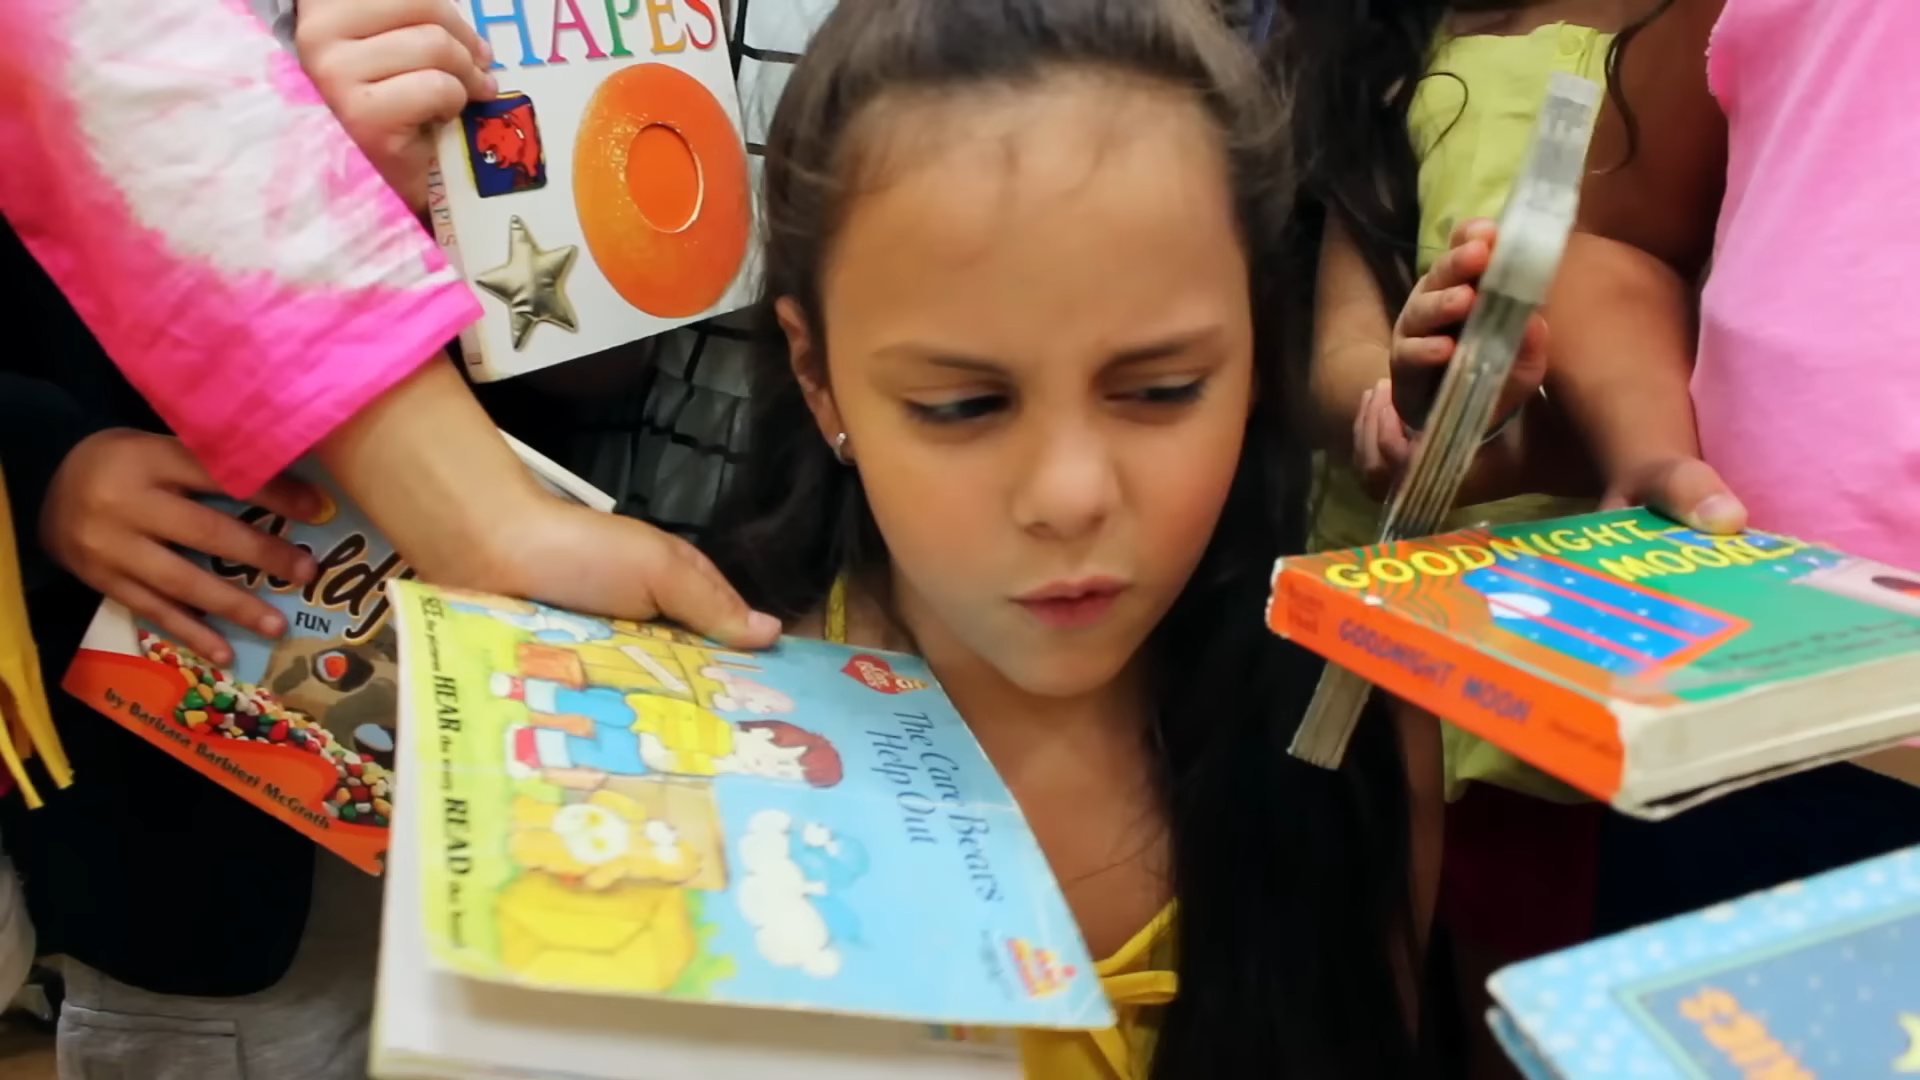 SHAPES
SHAPES
FUN
by Barbara Barbieri McGrath
SEE the pictures HEAR the words READ the book
The Care Bears
Help Out
GOODNIGHT
MOON
GOODNIGHT MOON